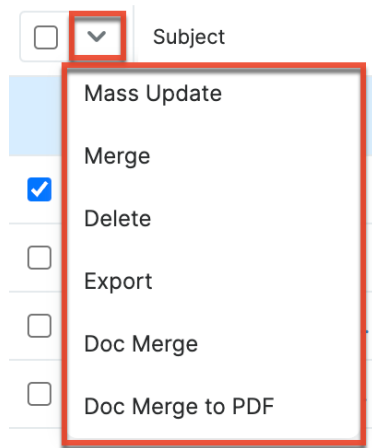 Subject
Mass Update
Merge
Delete
Export
Doc Merge
Doc Merge to PDF